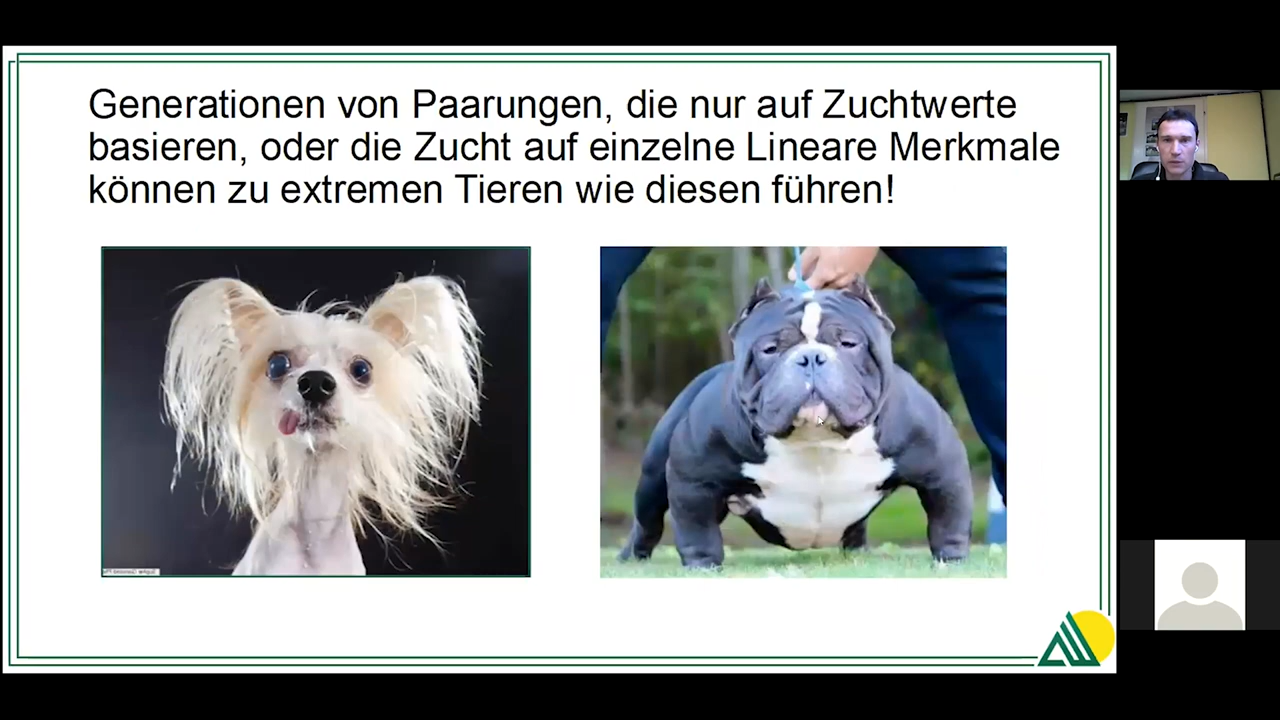 Generationen von Paarungen, die nur auf Zuchtwerte
basieren, oder die Zucht auf einzelne Lineare Merkmale
können zu extremen Tieren wie diesen führen!